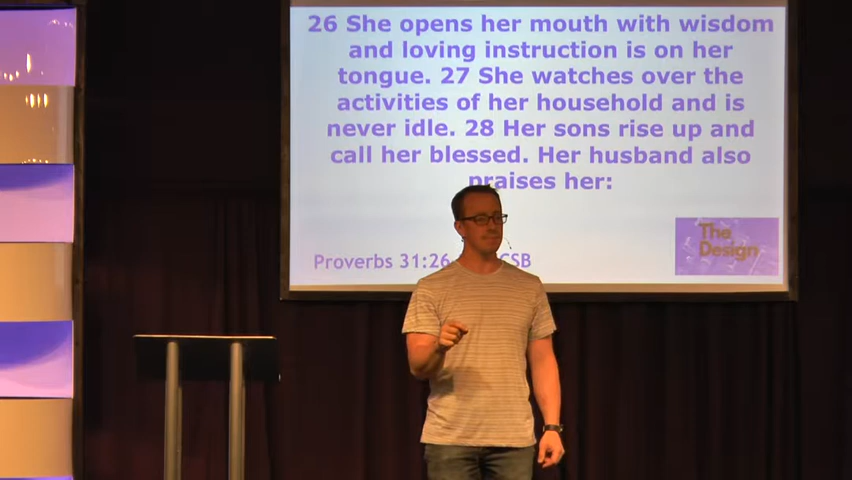 26 She opens her mouth with wisdom
and loving instruction is on her
tongue. 27 She watches over the
activities of her household and is
never idle. 28 Her sons rise up and
call her blessed. Her husband also
praises her:
The
Design
Proverbs 31:26 CSB